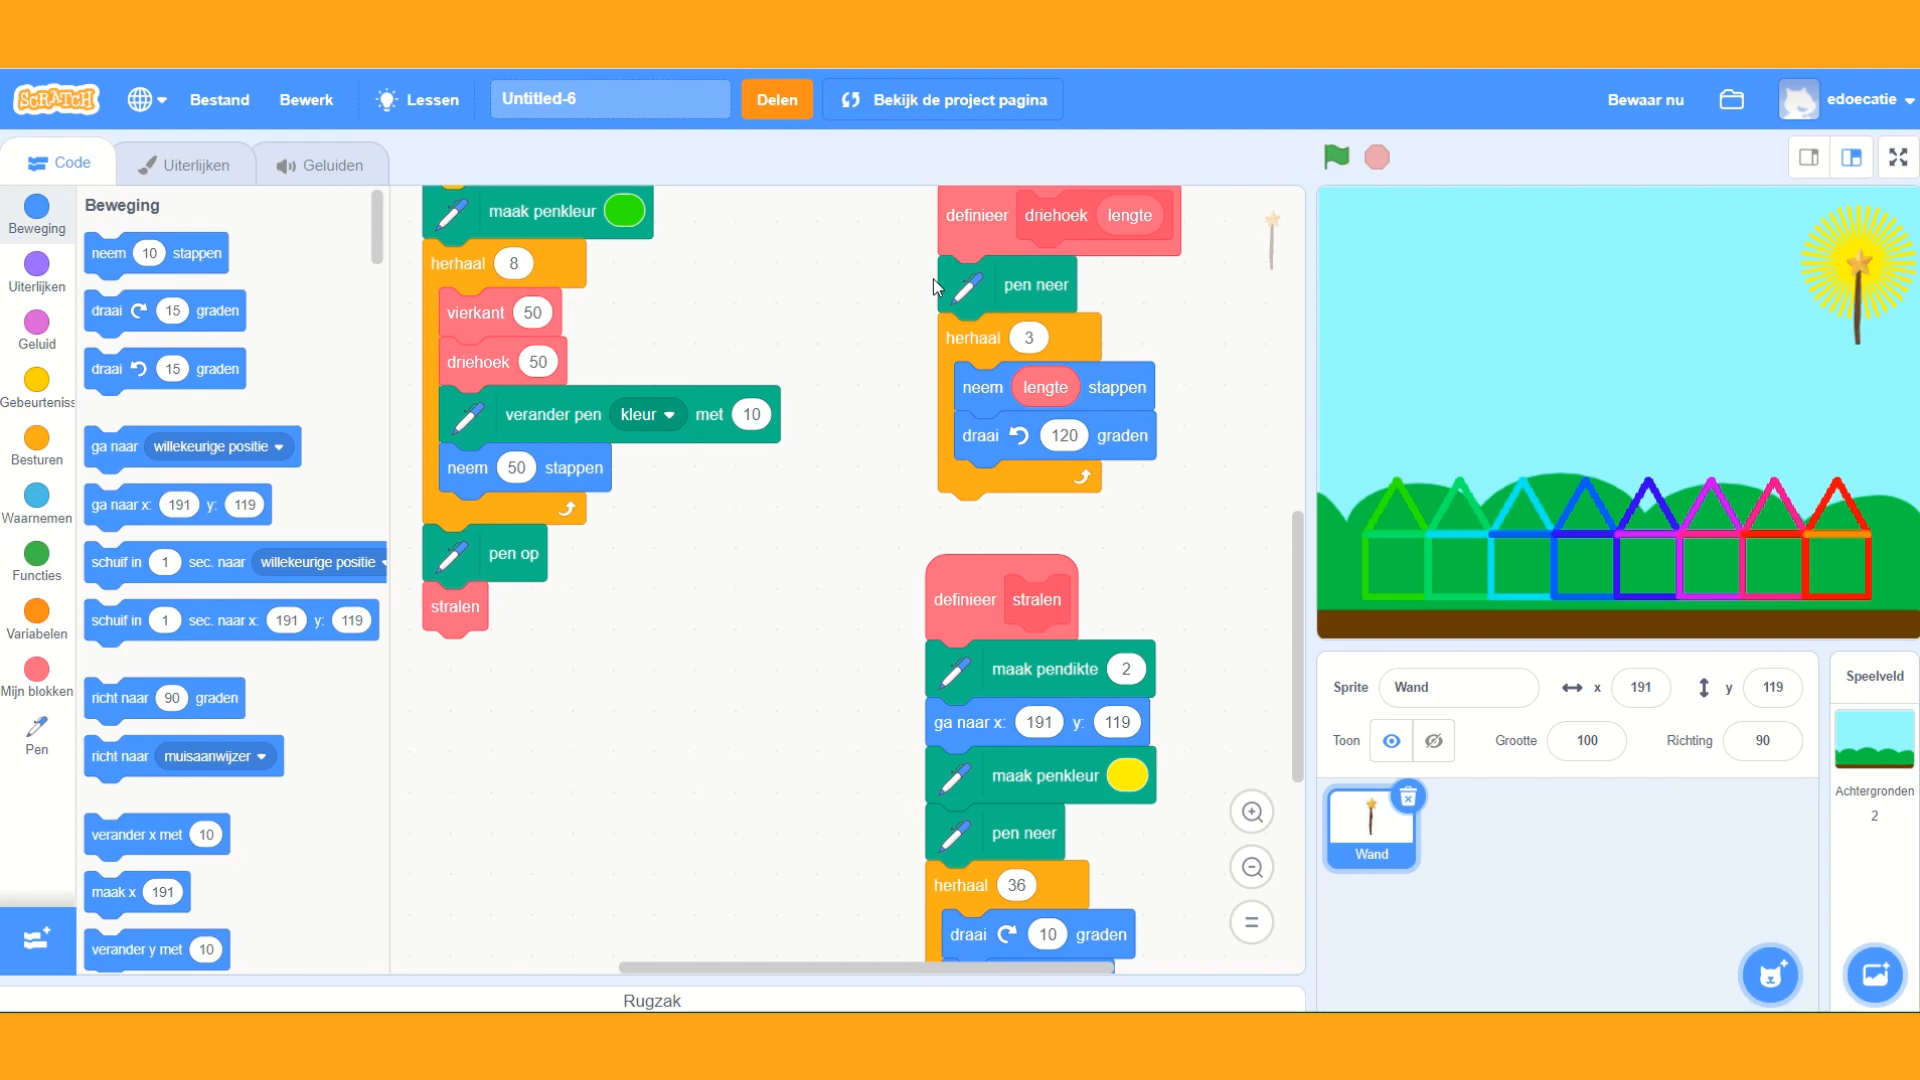 SCRATCH
Bestand
Bewerk
Lessen
Untitled-6
Delen
Bekijk de project pagina
Bewaar nu
edoecatie
Code
Uiterlijken
Geluiden
Beweging
Uiterlijken
Geluid
Gebeurteniss
Besturen
Waarnemen
Functies
Variabelen
Mijn blokken
Pen
Beweging
neem 10 stappen
draai 15 graden
draai 15 graden
ga naar willekeurige positie
ga naar x: 191 y: 119
schuif in 1 sec. naar willekeurige positie
schuif in 1 sec. naar x: 191 y: 119
richt naar 90 graden
richt naar muisaanwijzer
verander x met 10
maak x 191
verander y met 10
maak penkleur
herhaal 8
vierkant 50
driehoek 50
verander pen kleur met 10
neem 50 stappen
pen op
stralen
definieer driehoek lengte
pen neer
herhaal 3
neem lengte stappen
draai 120 graden
definieer stralen
maak pendikte 2
ga naar x: 191 y: 119
maak penkleur
pen neer
herhaal 36
draai 10 graden
Rugzak
Sprite Wand x 191 y 119
Toon Grootte 100 Richting 90
Wand
Speelveld
Achtergronden
2